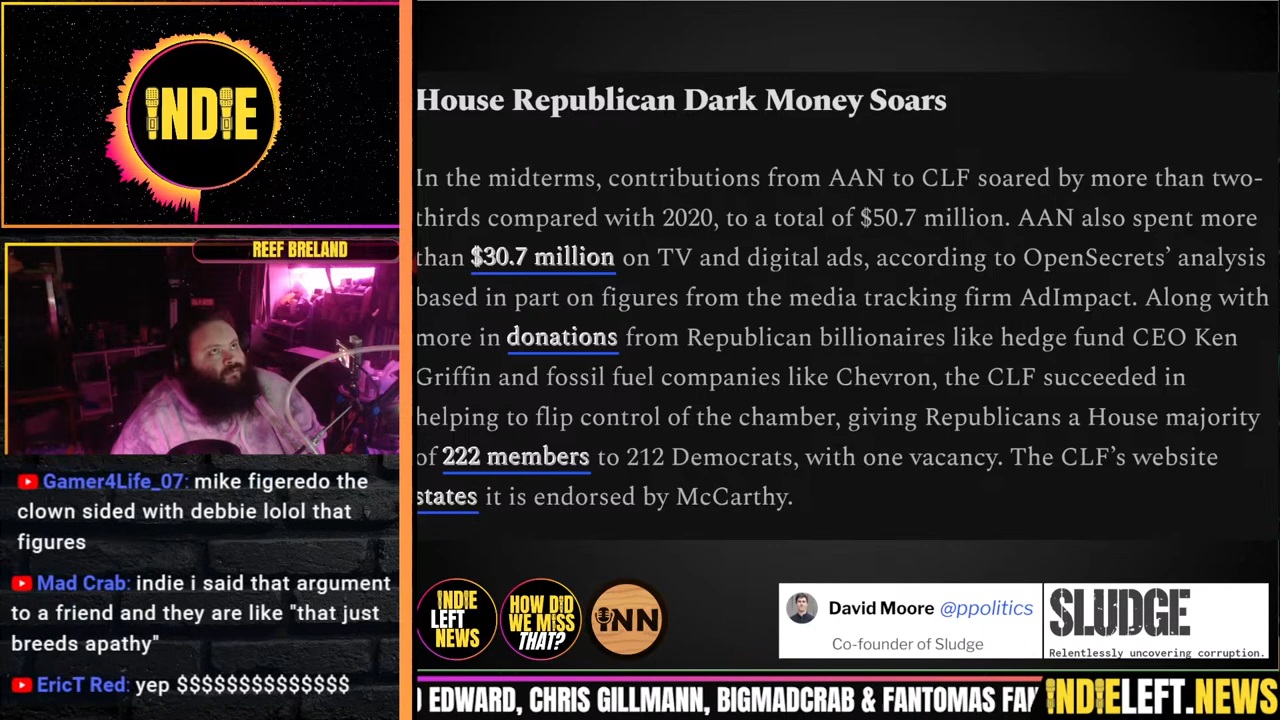 INDIE
REEF BRELAND
Gamer4Life_07: mike figeredo the
clown sided with debbie lolol that
figures
Mad Crab: indie i said that argument
to a friend and they are like "that just
breeds apathy"
EricT Red: yep $$$$$$$$$$$$$$
House Republican Dark Money Soars
In the midterms, contributions from AAN to CLF soared by more than two-
thirds compared with 2020, to a total of $50.7 million. AAN also spent more
than $30.7 million on TV and digital ads, according to OpenSecrets’ analysis
based in part on figures from the media tracking firm AdImpact. Along with
more in donations from Republican billionaires like hedge fund CEO Ken
Griffin and fossil fuel companies like Chevron, the CLF succeeded in
helping to flip control of the chamber, giving Republicans a House majority
of 222 members to 212 Democrats, with one vacancy. The CLF’s website
states it is endorsed by McCarthy.
INDIE
LEFT
NEWS
HOW DID
WE MISS
THAT?
INN
David Moore @ppolitics
Co-founder of Sludge
SLUDGE
Relentlessly uncovering corruption.
EDWARD, CHRIS GILLMANN, BIGMADCRAB & FANTOMAS FAN
INDIELEFT.NEWS